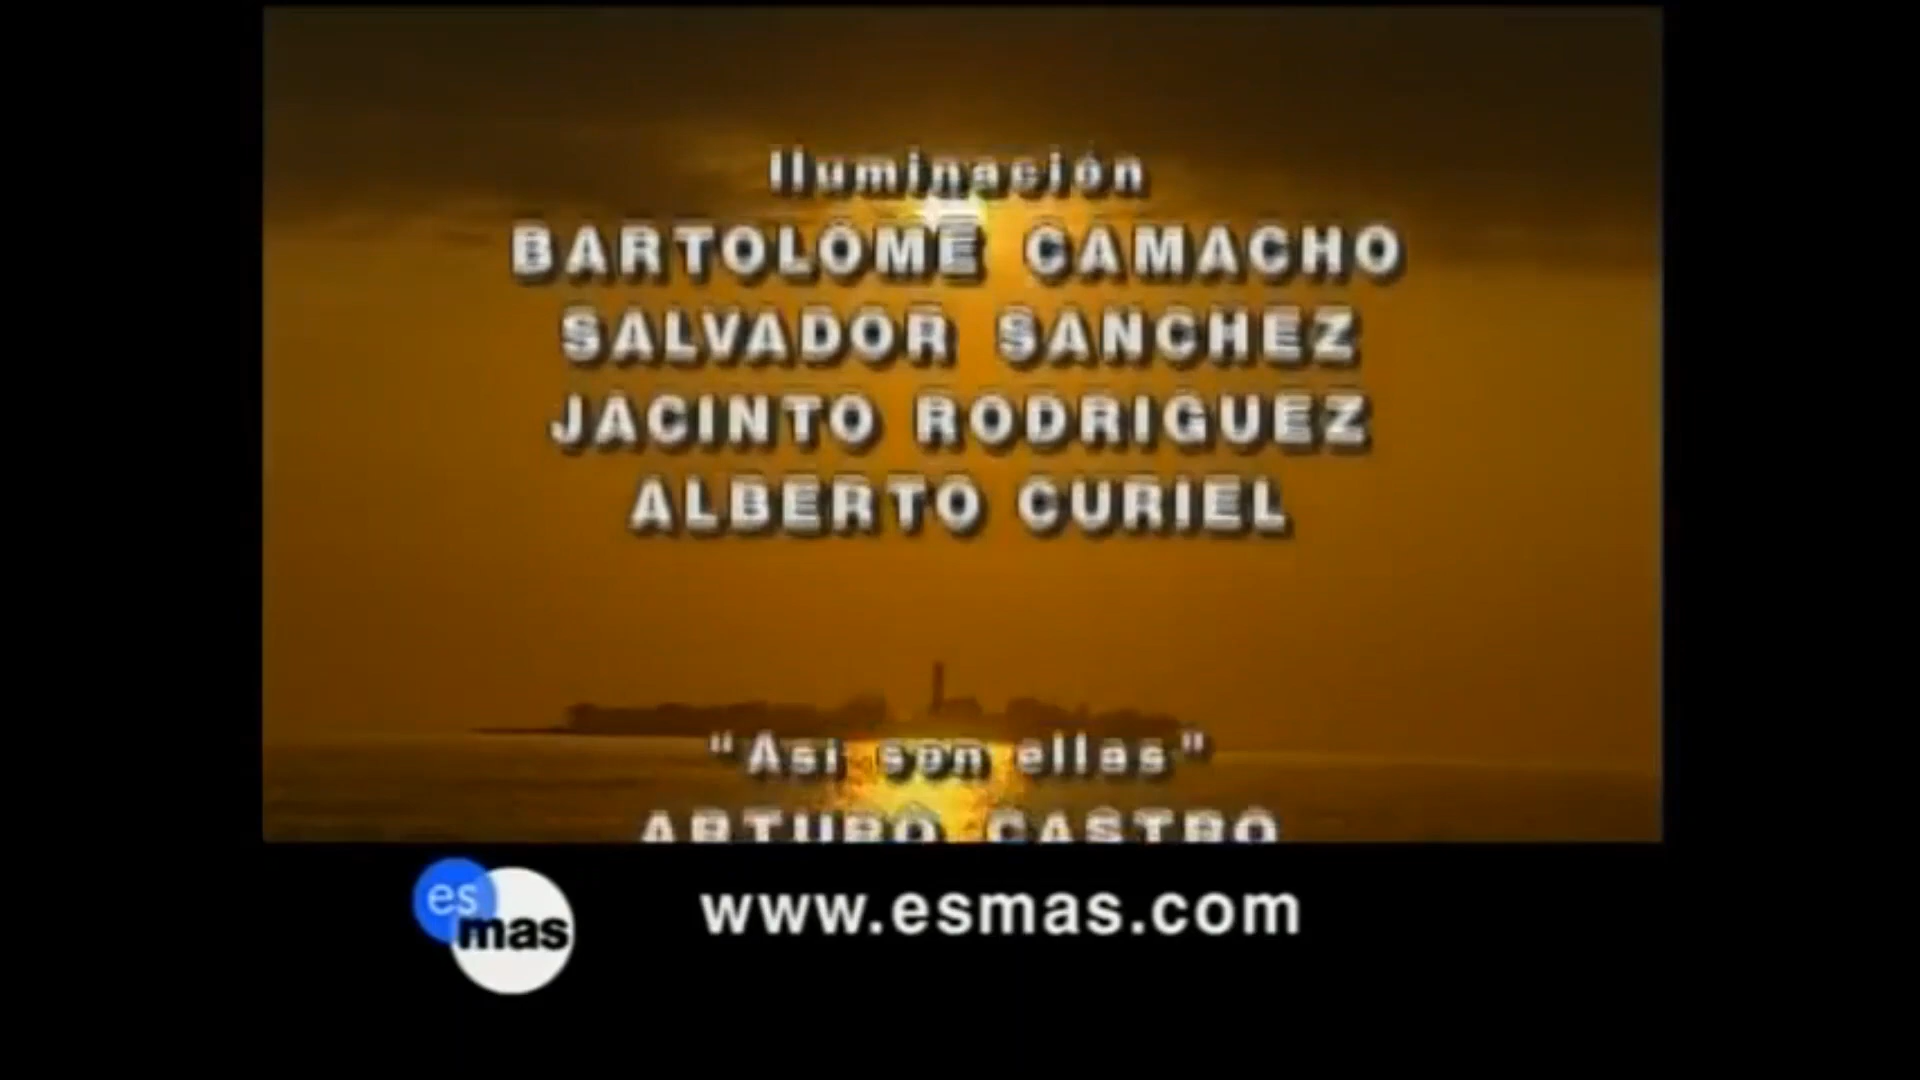 Iluminación
BARTOLOME CAMACHO
SALVADOR SANCHEZ
JACINTO RODRIGUEZ
ALBERTO CURIEL
"Así son ellas"
ARTURO CASTRO
es
mas
www.esmas.com